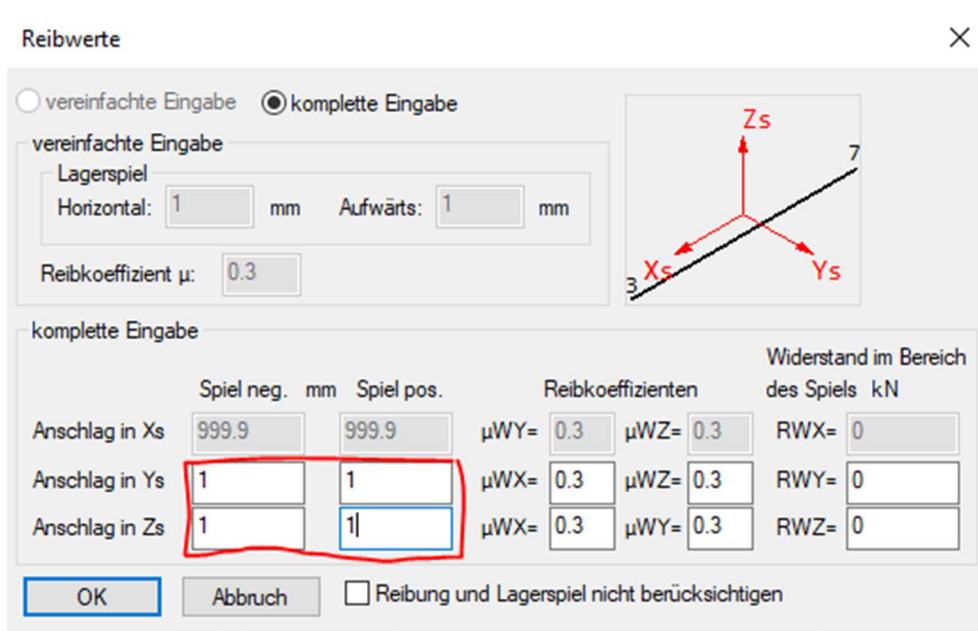 Reibwerte
vereinfachte Eingabe komplette Eingabe
vereinfachte Eingabe
Lagerspiel
Horizontal: 1 mm Aufwärts: 1 mm
Reibkoeffizient µ: 0.3
Zs
7
3 Xs Ys
komplette Eingabe
Widerstand im Bereich
Spiel neg. mm Spiel pos. Reibkoeffizienten des Spiels kN
Anschlag in Xs 999.9 999.9 µWY= 0.3 µWZ= 0.3 RWX= 0
Anschlag in Ys 1 1 µWX= 0.3 µWZ= 0.3 RWY= 0
Anschlag in Zs 1 1 µWX= 0.3 µWY= 0.3 RWZ= 0
OK Abbruch Reibung und Lagerspiel nicht berücksichtigen